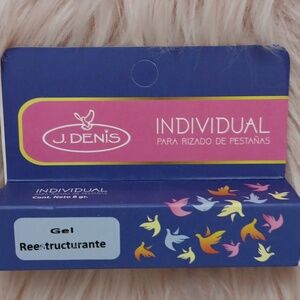 J. DENIS
INDIVIDUAL
PARA RIZADO DE PESTAÑAS
INDIVIDUAL
Cont. Neto 8 gr.
Gel
Reestructurante